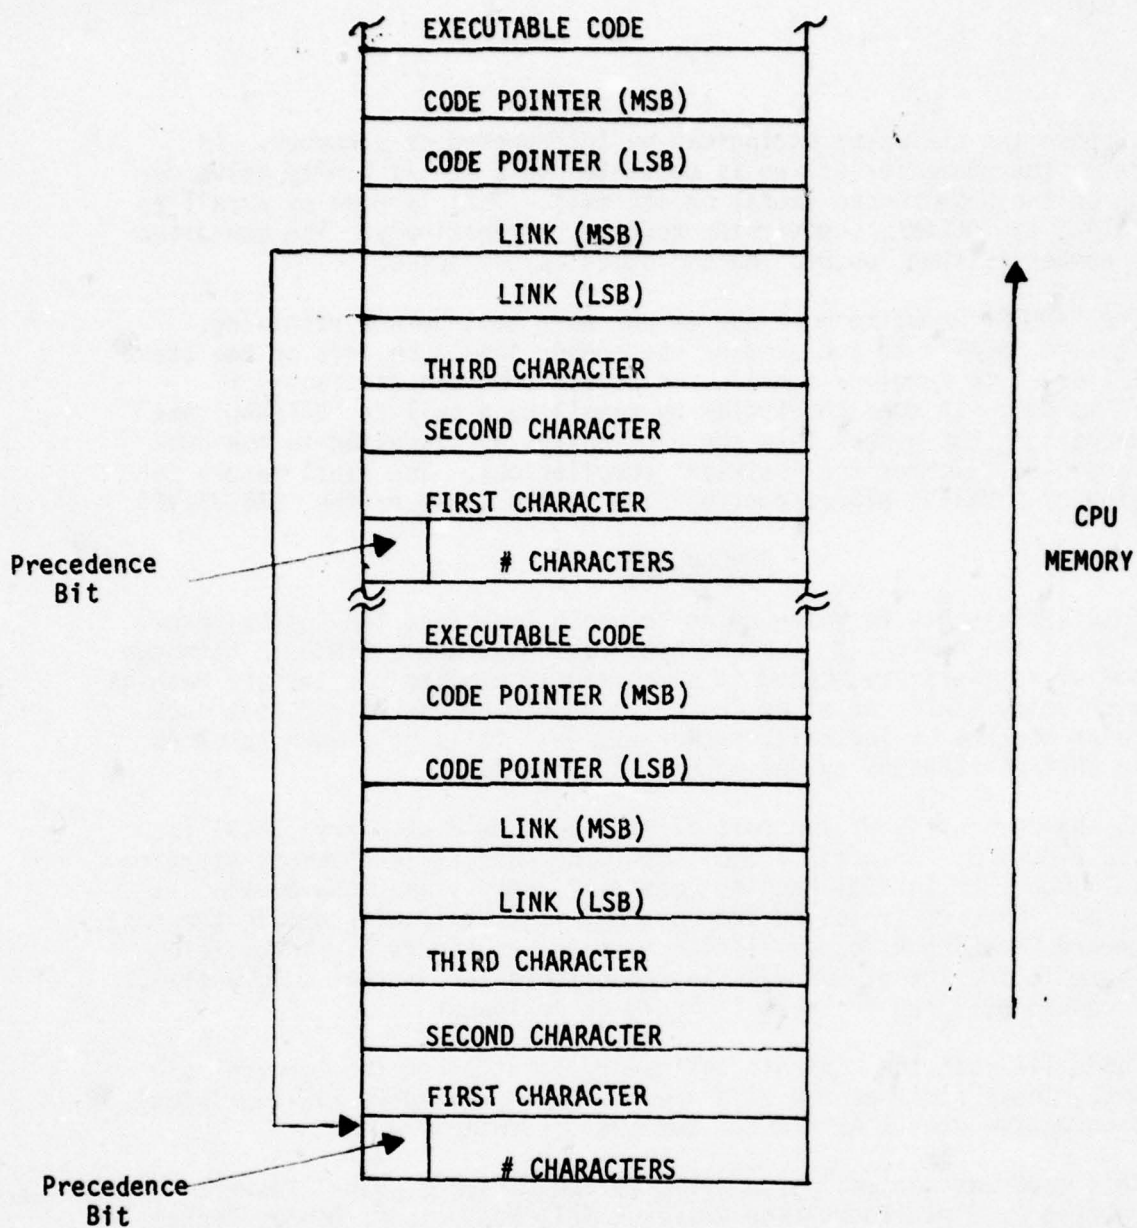 EXECUTABLE CODE
CODE POINTER (MSB)
CODE POINTER (LSB)
LINK (MSB)
LINK (LSB)
THIRD CHARACTER
SECOND CHARACTER
FIRST CHARACTER
# CHARACTERS
Precedence
Bit
CPU
MEMORY
EXECUTABLE CODE
CODE POINTER (MSB)
CODE POINTER (LSB)
LINK (MSB)
LINK (LSB)
THIRD CHARACTER
SECOND CHARACTER
FIRST CHARACTER
# CHARACTERS
Precedence
Bit